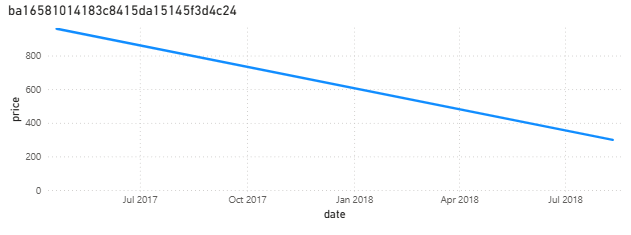 ba16581014183c8415da15145f3d4c24
800
600
400
200
0
price
Jul 2017 Oct 2017 Jan 2018 Apr 2018 Jul 2018
date